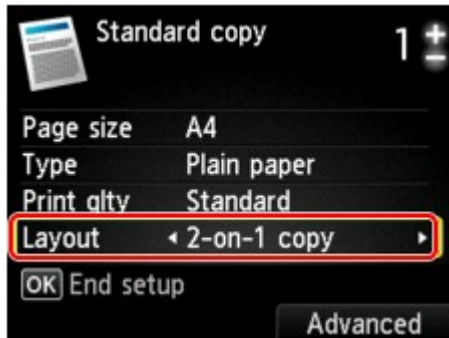 Standard copy 1 + -
Page size A4
Type Plain paper
Print qlty Standard
Layout 2-on-1 copy
OK End setup
Advanced